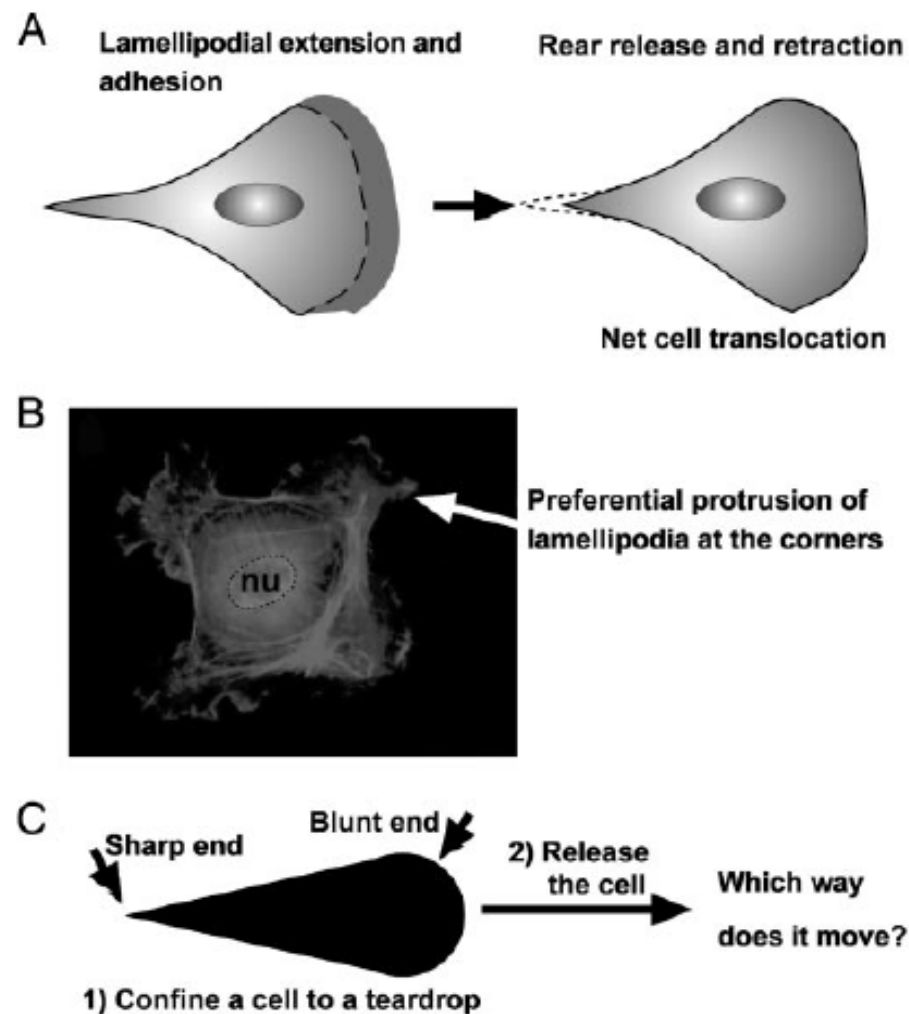 A
Lamellipodial extension and
adhesion
Rear release and retraction
Net cell translocation
B
nu
Preferential protrusion of
lamellipodia at the corners
C
Sharp end
Blunt end
2) Release
the cell
Which way
does it move?
1) Confine a cell to a teardrop